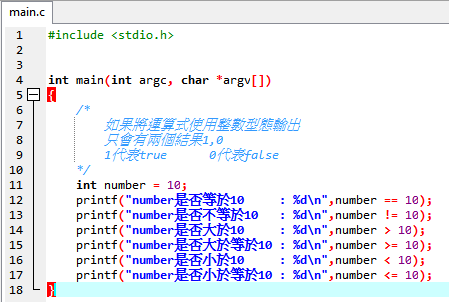 main.c
1 #include <stdio.h>
2
3
4 int main(int argc, char *argv[])
5 {
6 /*
7 如果將運算式使用整數型態輸出
8 只會有兩個結果1,0
9 1代表true 0代表false
10 */
11 int number = 10;
12 printf("number是否等於10 : %d\n",number == 10);
13 printf("number是否不等於10 : %d\n",number != 10);
14 printf("number是否大於10 : %d\n",number > 10);
15 printf("number是否大於等於10 : %d\n",number >= 10);
16 printf("number是否小於10 : %d\n",number < 10);
17 printf("number是否小於等於10 : %d\n",number <= 10);
18 }